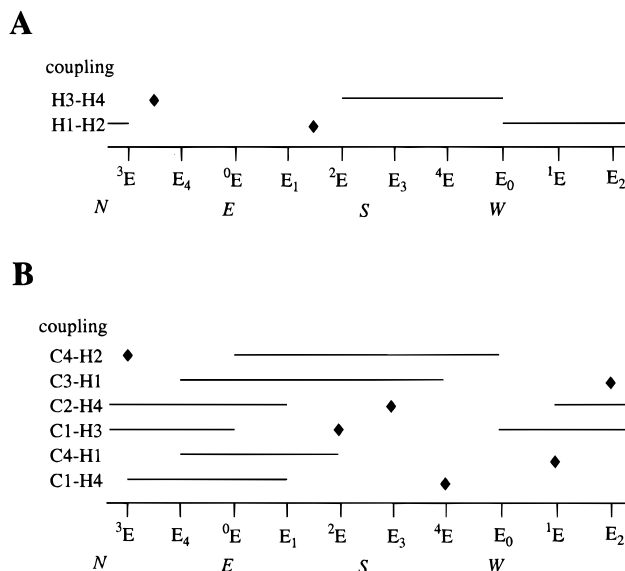 A
coupling
H3-H4
H1-H2
³E E₄ ⁰E E₁ ²E E₃ ⁴E E₀ ¹E E₂
N E S W
B
coupling
C4-H2
C3-H1
C2-H4
C1-H3
C4-H1
C1-H4
³E E₄ ⁰E E₁ ²E E₃ ⁴E E₀ ¹E E₂
N E S W